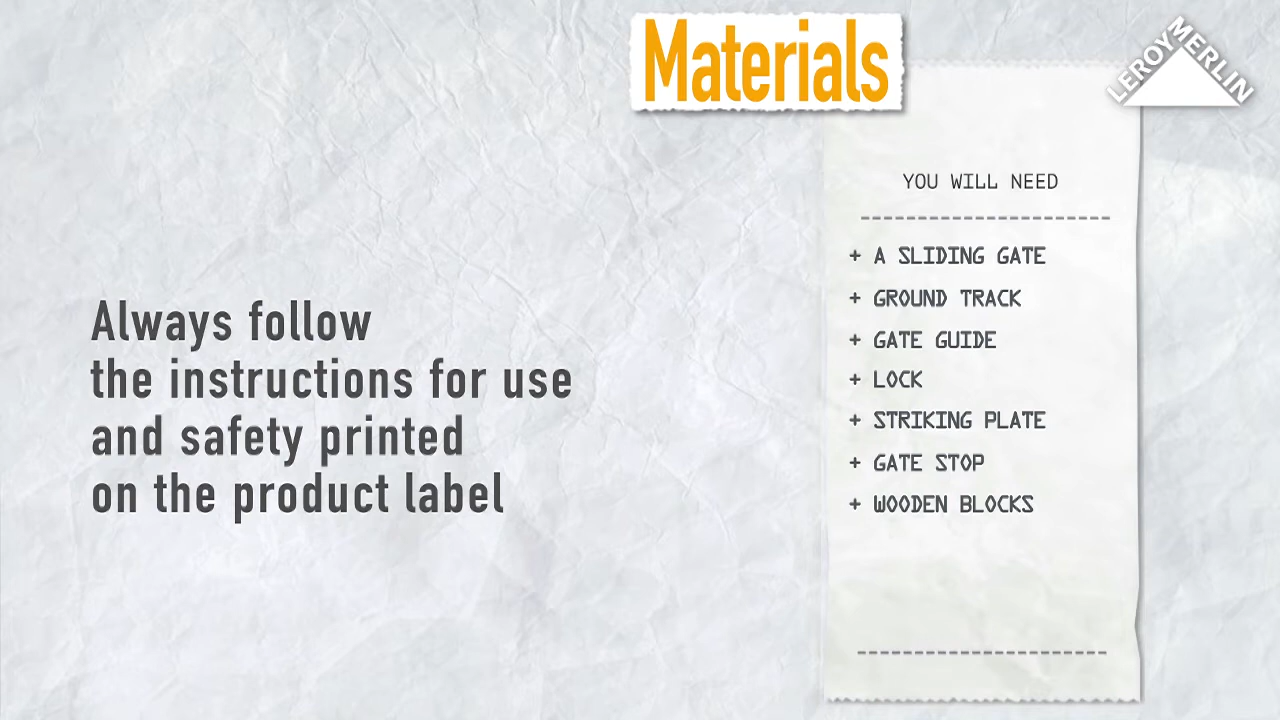 Materials
LEROY MERLIN
YOU WILL NEED
+ A SLIDING GATE
+ GROUND TRACK
+ GATE GUIDE
+ LOCK
+ STRIKING PLATE
+ GATE STOP
+ WOODEN BLOCKS
Always follow
the instructions for use
and safety printed
on the product label